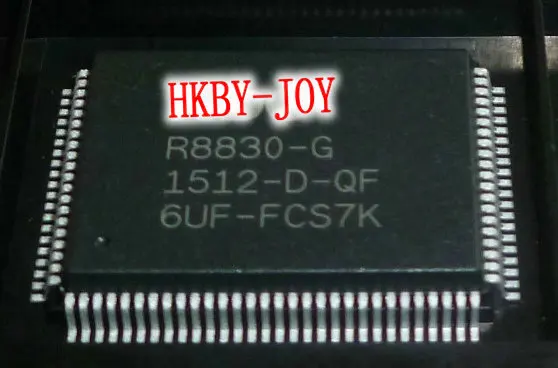 HKBY-JOY
R8830-G
1512-D-QF
6UF-FCS7K